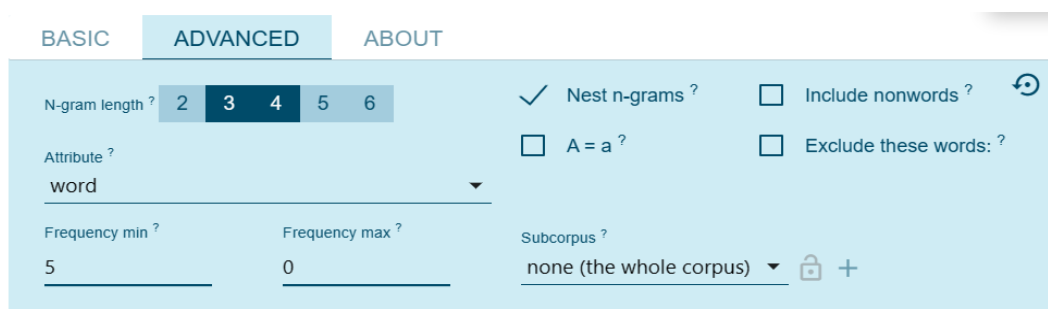 BASIC ADVANCED ABOUT
N-gram length ? 2 3 4 5 6
Nest n-grams ? Include nonwords ?
A = a ? Exclude these words: ?
Attribute ?
word
Frequency min ? Frequency max ? Subcorpus ?
5 0 none (the whole corpus) +